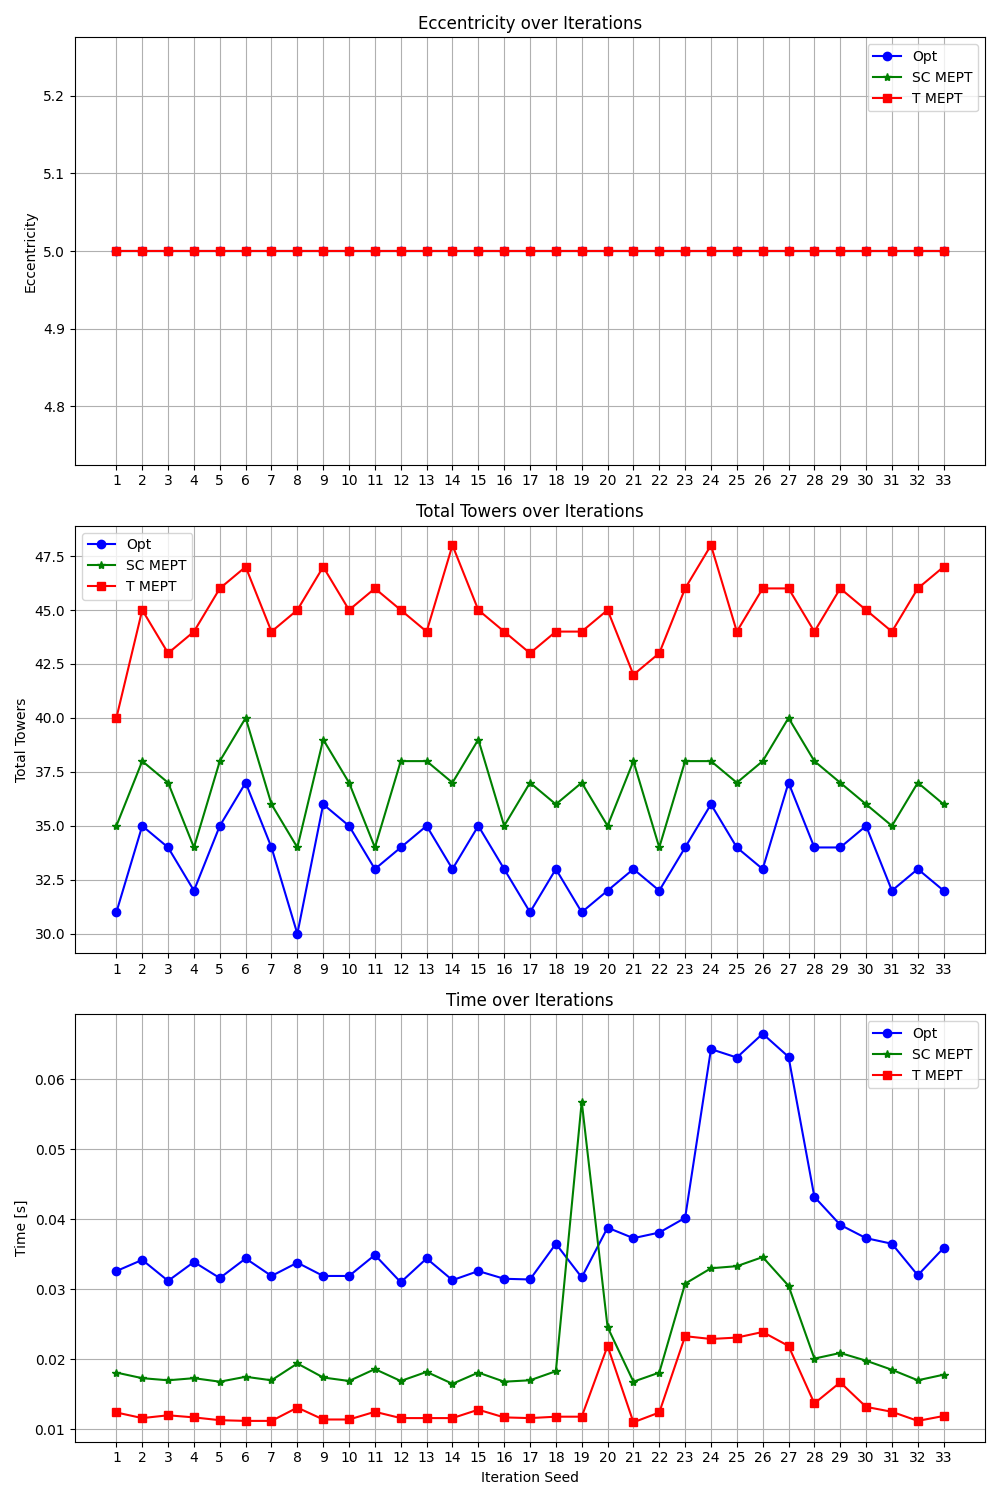 Eccentricity over Iterations
Eccentricity
5.2
5.1
5.0
4.9
4.8
Opt
SC MEPT
T MEPT
1 2 3 4 5 6 7 8 9 10 11 12 13 14 15 16 17 18 19 20 21 22 23 24 25 26 27 28 29 30 31 32 33
Total Towers over Iterations
Total Towers
47.5
45.0
42.5
40.0
37.5
35.0
32.5
30.0
Opt
SC MEPT
T MEPT
1 2 3 4 5 6 7 8 9 10 11 12 13 14 15 16 17 18 19 20 21 22 23 24 25 26 27 28 29 30 31 32 33
Time over Iterations
Time [s]
0.06
0.05
0.04
0.03
0.02
0.01
Opt
SC MEPT
T MEPT
1 2 3 4 5 6 7 8 9 10 11 12 13 14 15 16 17 18 19 20 21 22 23 24 25 26 27 28 29 30 31 32 33
Iteration Seed